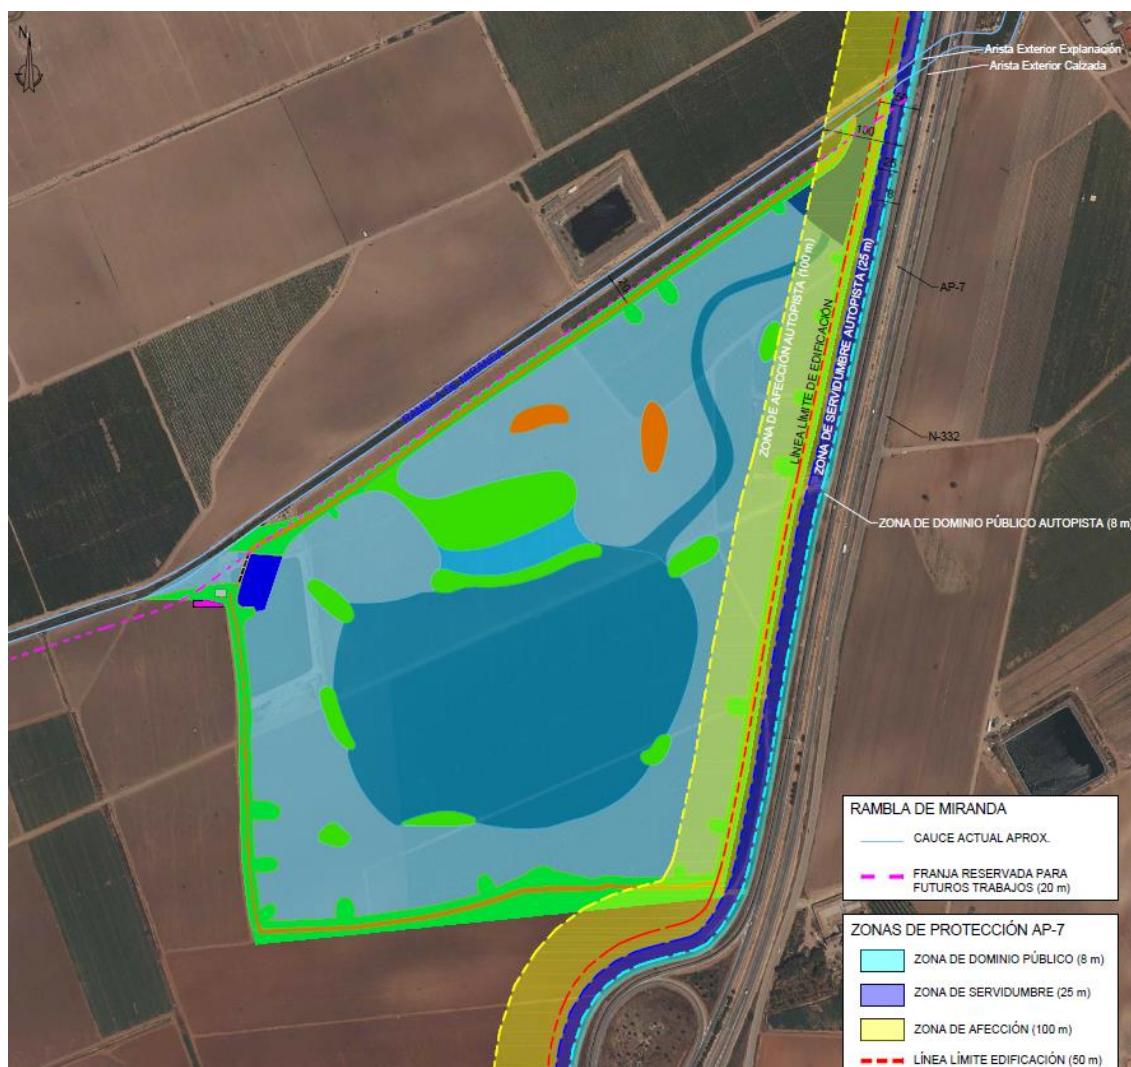 N
Arista Exterior Explanación
Arista Exterior Calzada
100
25
8
20
AP-7
ZONA DE AFECCIÓN AUTOPISTA (100 m)
LÍNEA LÍMITE DE EDIFICACIÓN
ZONA DE SERVIDUMBRE AUTOPISTA (25 m)
RAMBLA DE MIRANDA
N-332
ZONA DE DOMINIO PÚBLICO AUTOPISTA (8 m)
RAMBLA DE MIRANDA
CAUCE ACTUAL APROX.
FRANJA RESERVADA PARA
FUTUROS TRABAJOS (20 m)
ZONAS DE PROTECCIÓN AP-7
ZONA DE DOMINIO PÚBLICO (8 m)
ZONA DE SERVIDUMBRE (25 m)
ZONA DE AFECCIÓN (100 m)
LÍNEA LÍMITE EDIFICACIÓN (50 m)